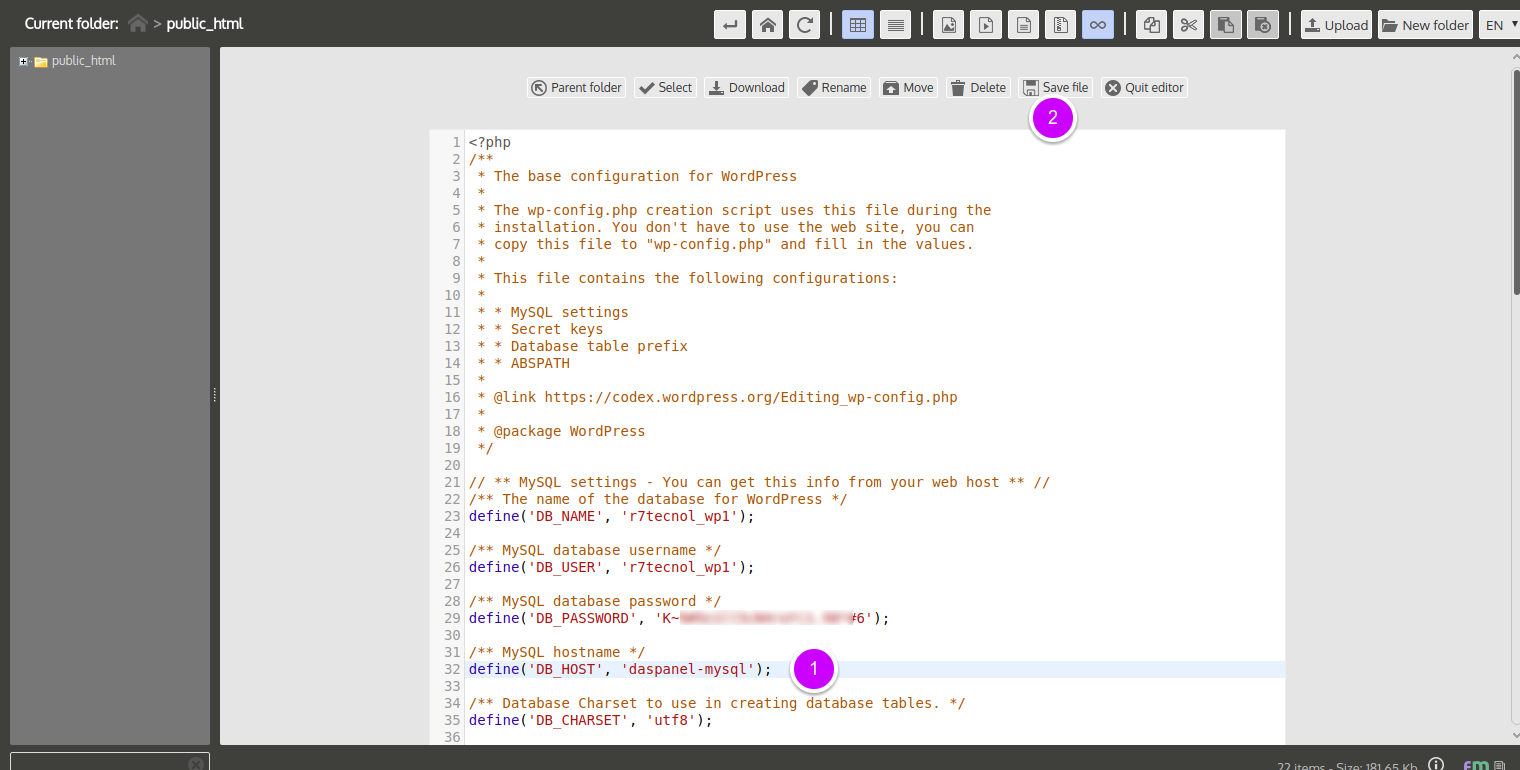 Current folder: > public_html
Upload New folder EN
public_html
Parent folder Select Download Rename Move Delete Save file Quit editor
2
1 <?php
2 /**
3  * The base configuration for WordPress
4  *
5  * The wp-config.php creation script uses this file during the
6  * installation. You don't have to use the web site, you can
7  * copy this file to "wp-config.php" and fill in the values.
8  *
9  * This file contains the following configurations:
10  *
11  * * MySQL settings
12  * * Secret keys
13  * * Database table prefix
14  * * ABSPATH
15  *
16  * @link https://codex.wordpress.org/Editing_wp-config.php
17  *
18  * @package WordPress
19  */
20
21 // ** MySQL settings - You can get this info from your web host ** //
22 /** The name of the database for WordPress */
23 define('DB_NAME', 'r7tecnol_wp1');
24
25 /** MySQL database username */
26 define('DB_USER', 'r7tecnol_wp1');
27
28 /** MySQL database password */
29 define('DB_PASSWORD', 'K~ #6');
30
31 /** MySQL hostname */
32 define('DB_HOST', 'daspanel-mysql'); 1
33
34 /** Database Charset to use in creating database tables. */
35 define('DB_CHARSET', 'utf8');
36
22 items - Size: 181.65 Kb fm